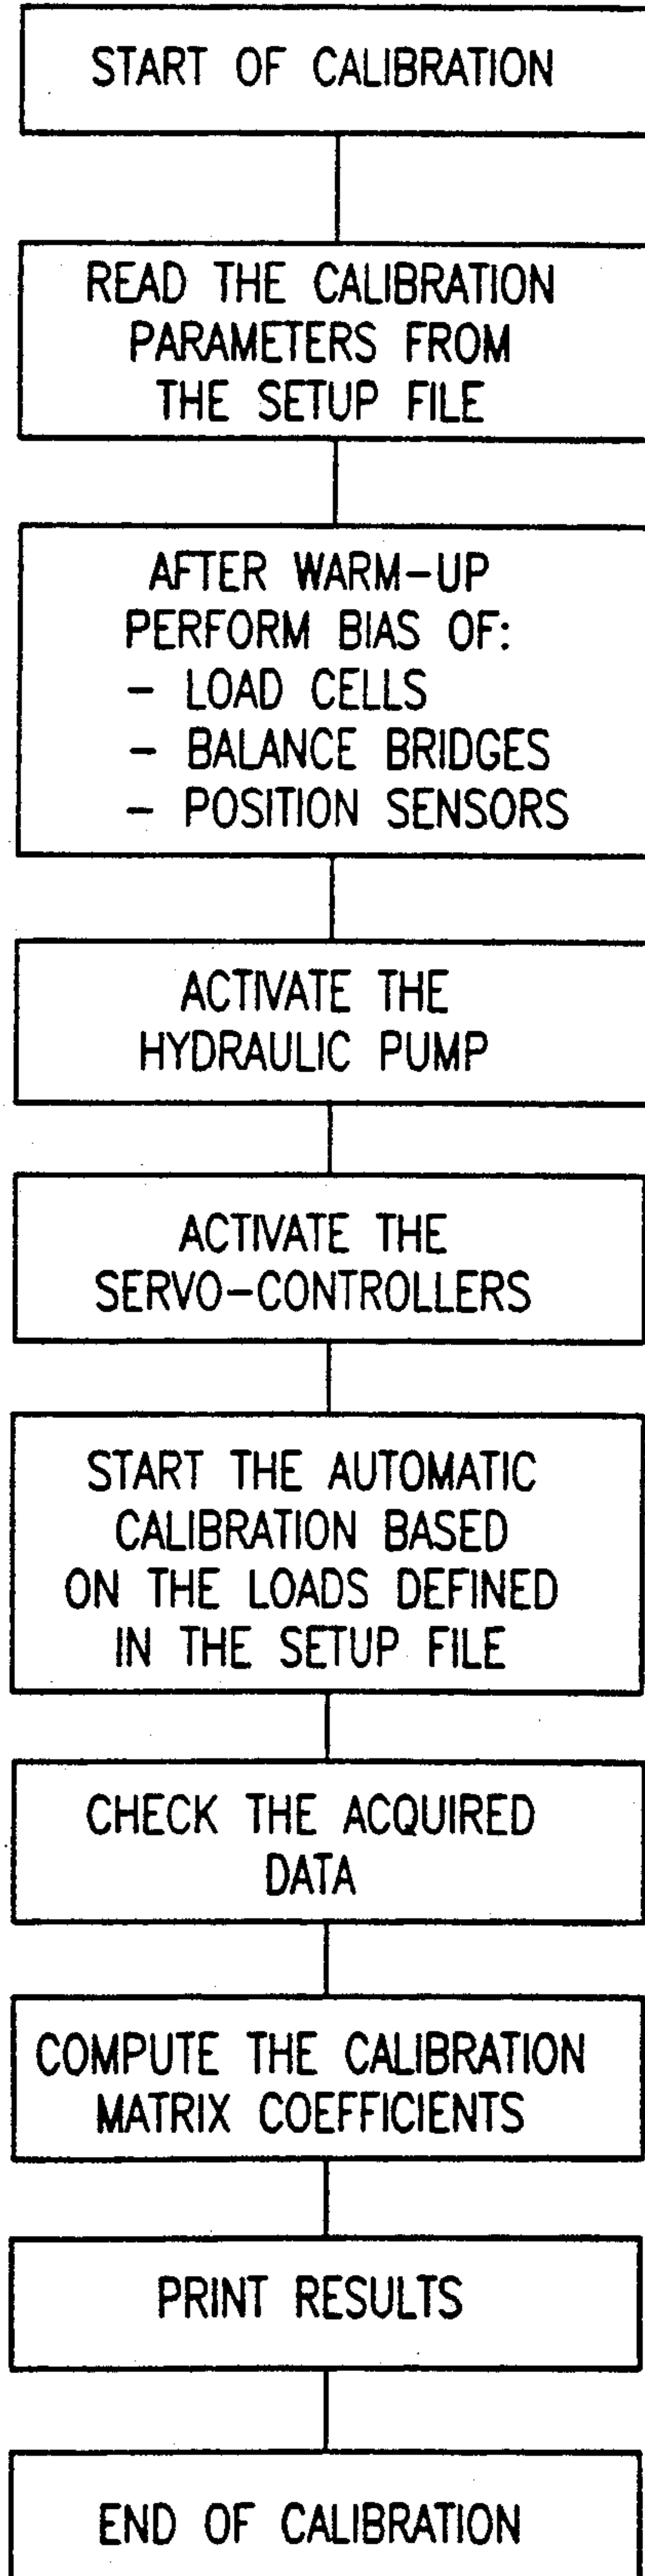 START OF CALIBRATION
READ THE CALIBRATION
PARAMETERS FROM
THE SETUP FILE
AFTER WARM-UP
PERFORM BIAS OF:
- LOAD CELLS
- BALANCE BRIDGES
- POSITION SENSORS
ACTIVATE THE
HYDRAULIC PUMP
ACTIVATE THE
SERVO-CONTROLLERS
START THE AUTOMATIC
CALIBRATION BASED
ON THE LOADS DEFINED
IN THE SETUP FILE
CHECK THE ACQUIRED
DATA
COMPUTE THE CALIBRATION
MATRIX COEFFICIENTS
PRINT RESULTS
END OF CALIBRATION